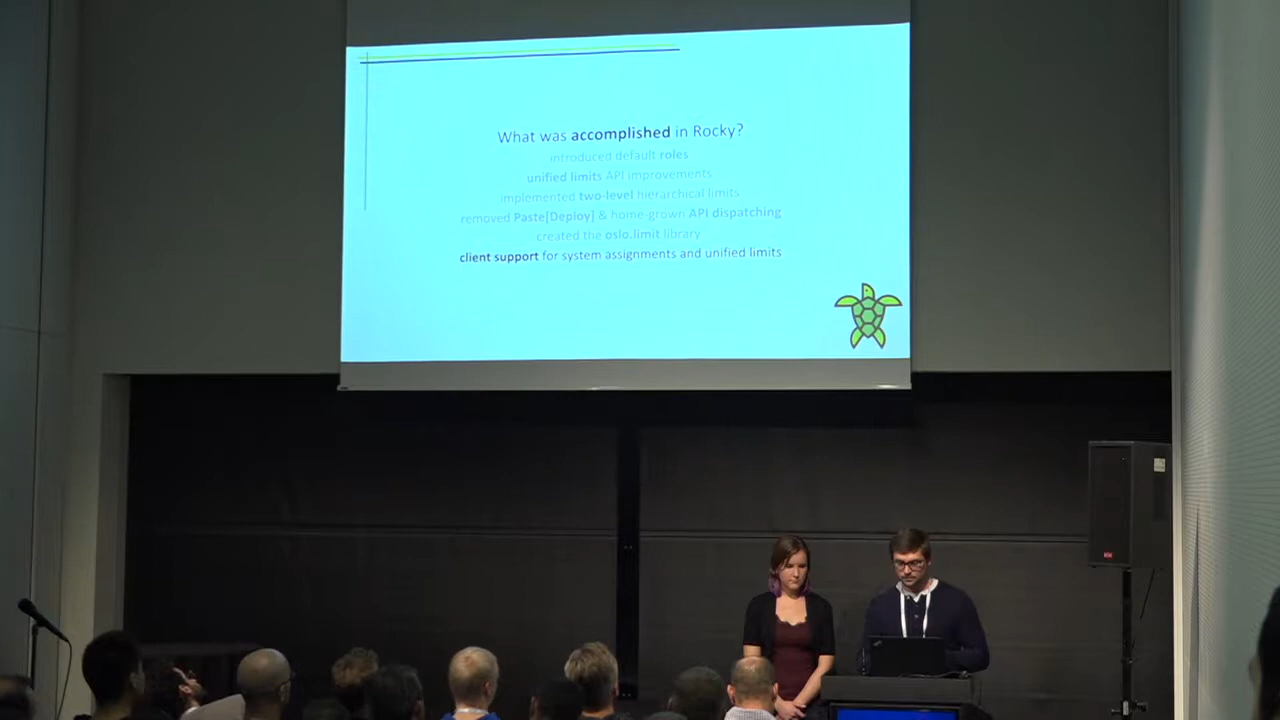 What was accomplished in Rocky?
introduced default roles
unified limits API improvements
implemented two-level hierarchical limits
removed Paste[Deploy] & home-grown API dispatching
created the oslo.limit library
client support for system assignments and unified limits